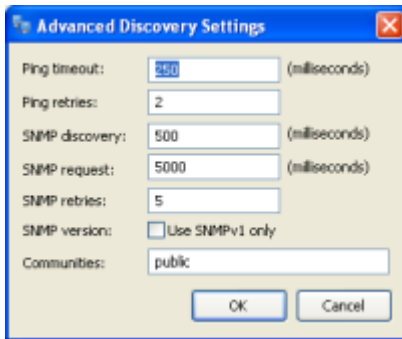 Advanced Discovery Settings
Ping timeout: 250 (milliseconds)
Ping retries: 2
SNMP discovery: 500 (milliseconds)
SNMP request: 5000 (milliseconds)
SNMP retries: 5
SNMP version: Use SNMPv1 only
Communities: public
OK Cancel